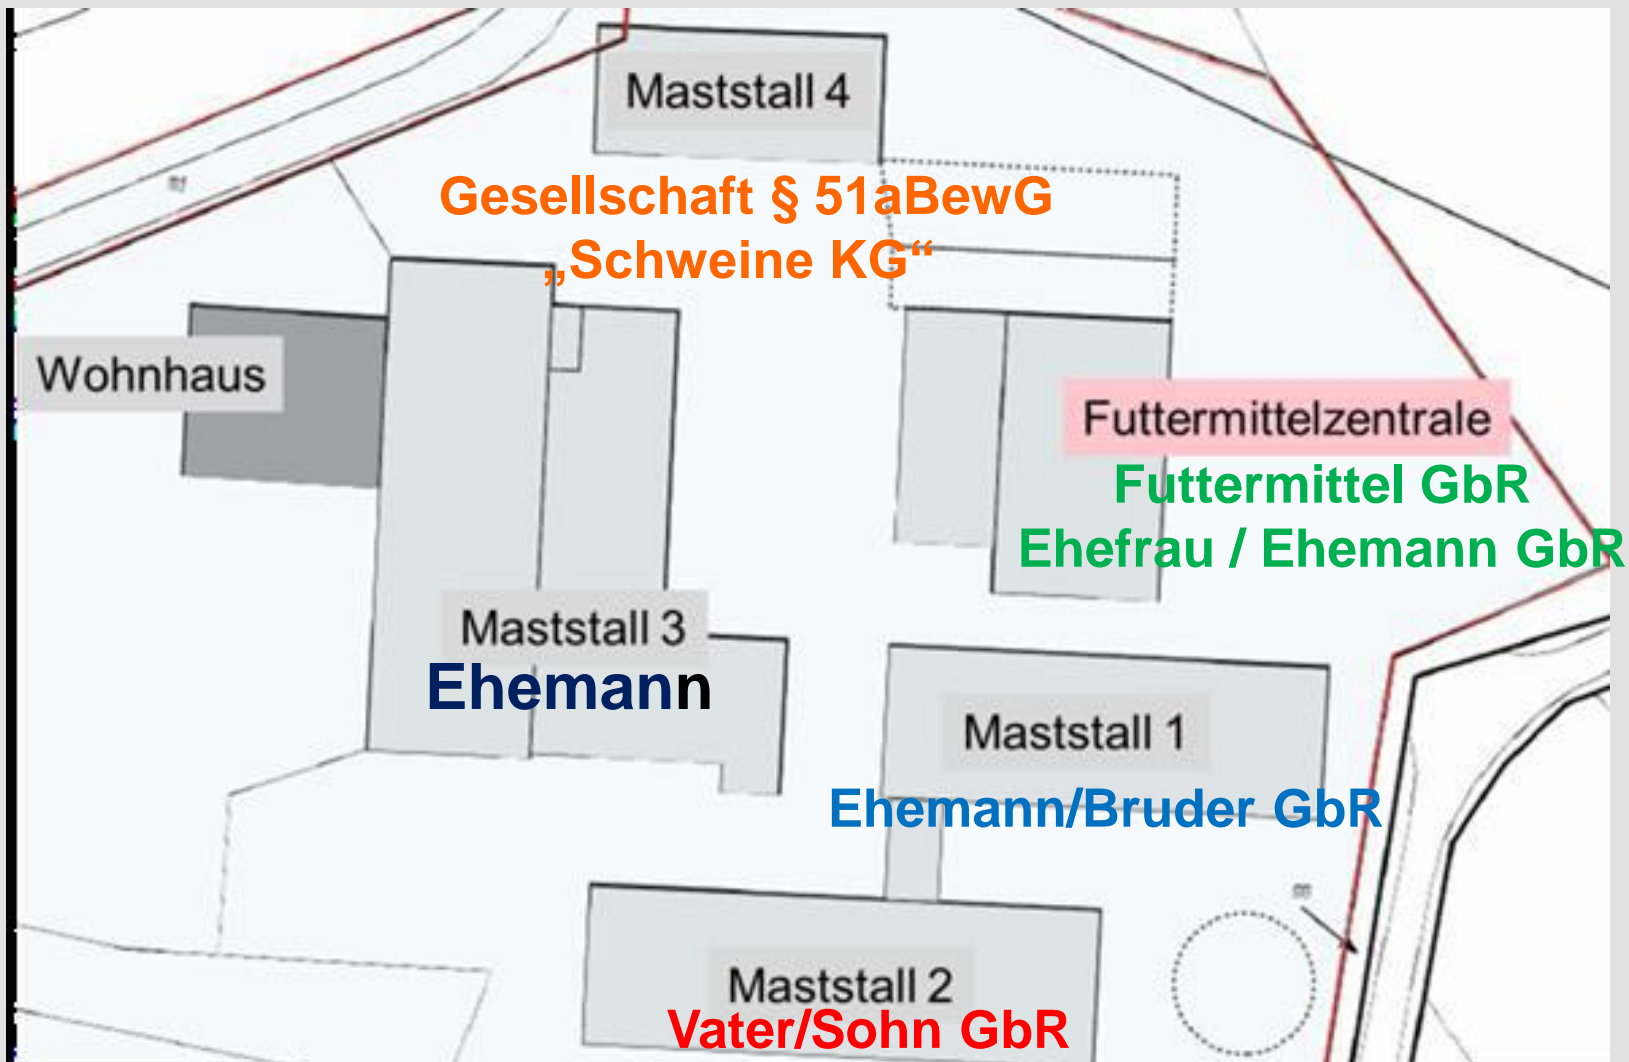 Maststall 4
Gesellschaft § 51aBewG
„Schweine KG“
Wohnhaus
Futtermittelzentrale
Futtermittel GbR
Ehefrau / Ehemann GbR
Maststall 3
Ehemann
Maststall 1
Ehemann/Bruder GbR
Maststall 2
Vater/Sohn GbR